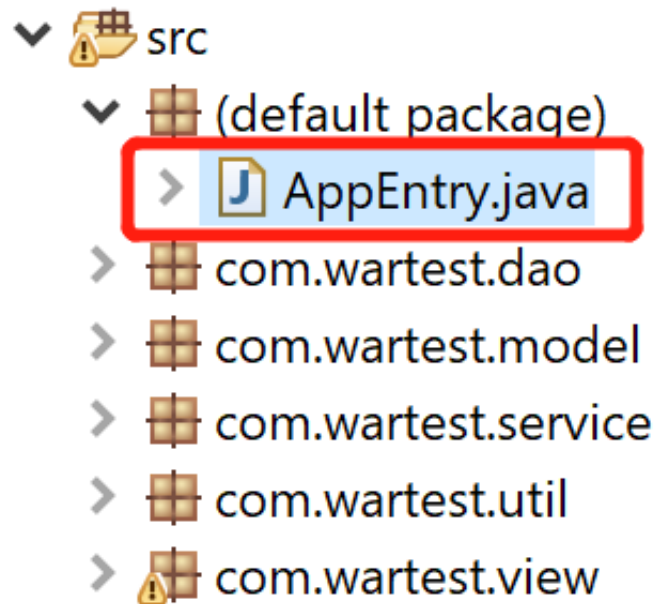 src
(default package)
AppEntry.java
com.wartest.dao
com.wartest.model
com.wartest.service
com.wartest.util
com.wartest.view